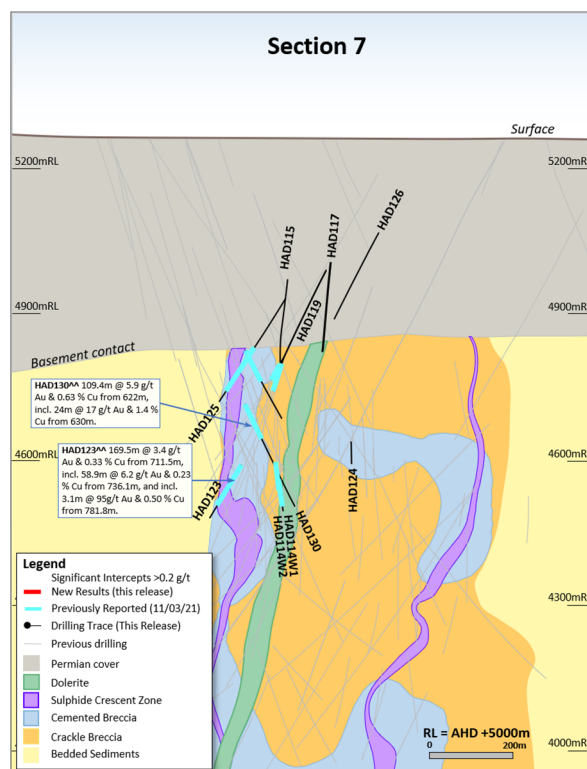 Section 7
Surface
5200mRL
5200mRL
HAD126
HAD117
HAD115
HAD119
4900mRL
4900mRL
Basement contact
HAD130^^ 109.4m @ 5.9 g/t
Au & 0.63 % Cu from 622m,
incl. 24m @ 17 g/t Au & 1.4 %
Cu from 630m.
HAD125
HAD123^^ 169.5m @ 3.4 g/t
Au & 0.33 % Cu from 711.5m,
incl. 58.9m @ 6.2 g/t Au & 0.23
% Cu from 736.1m, and incl.
3.1m @ 95g/t Au & 0.50 % Cu
from 781.8m.
4600mRL
4600mRL
HAD123
HAD124
HAD130
HAD114W1
HAD114W2
4300mRL
4000mRL
Legend
Significant Intercepts >0.2 g/t
New Results (this release)
Previously Reported (11/03/21)
Drilling Trace (This Release)
Previous drilling
Permian cover
Dolerite
Sulphide Crescent Zone
Cemented Breccia
Crackle Breccia
Bedded Sediments
RL = AHD +5000m
0
200m